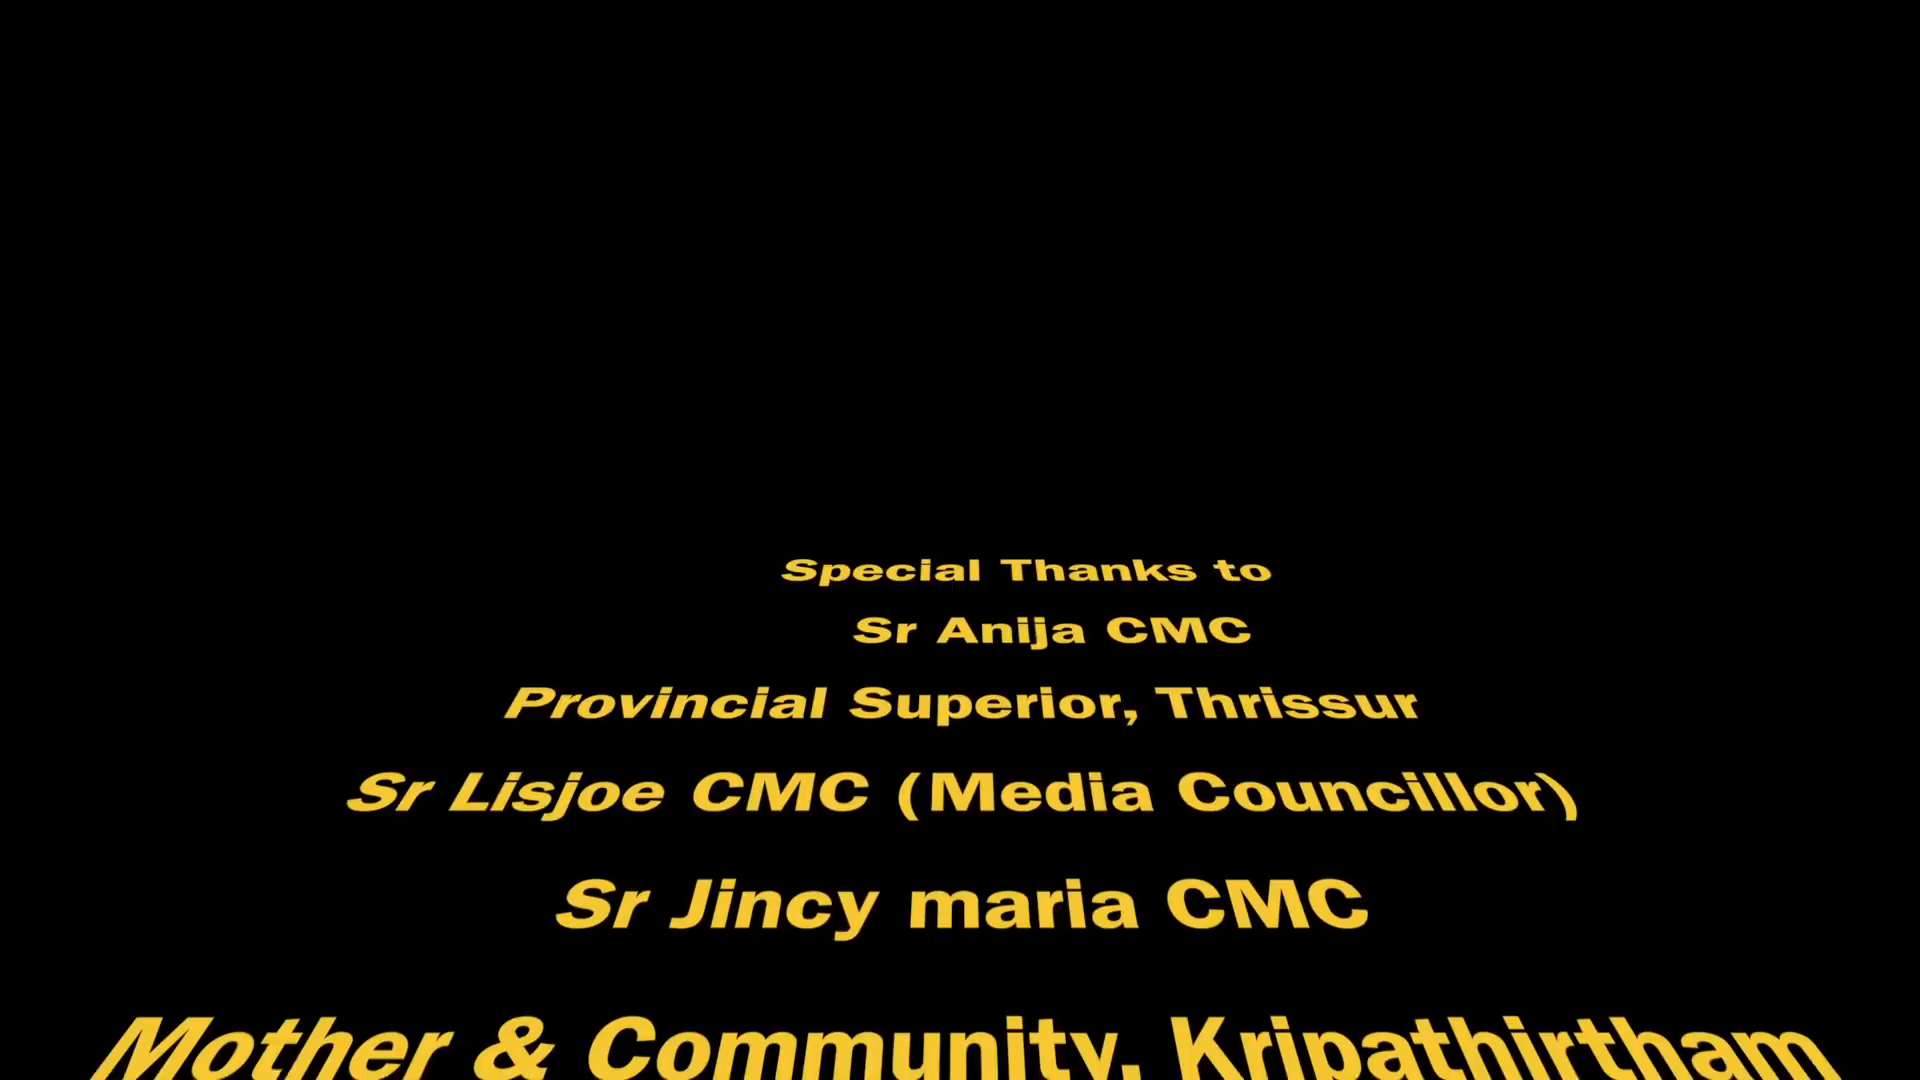 Special Thanks to
Sr Anija CMC
Provincial Superior, Thrissur
Sr Lisjoe CMC (Media Councillor)
Sr Jincy maria CMC
Mother & Community, Kripathirtham